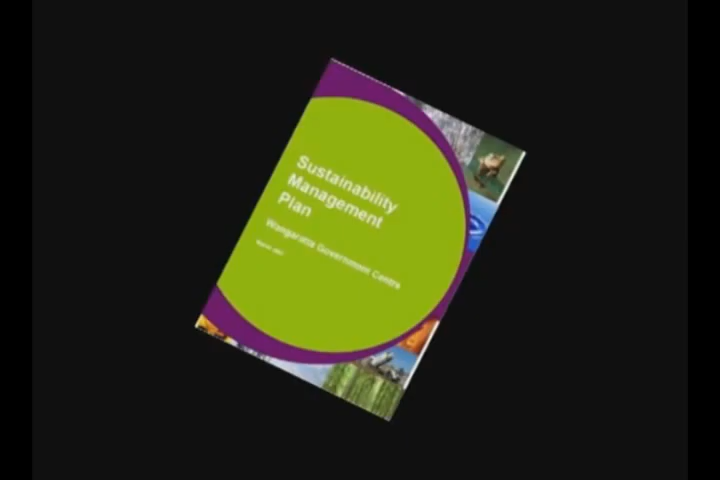 Sustainability
Management
Plan
Wangaratta Government Centre